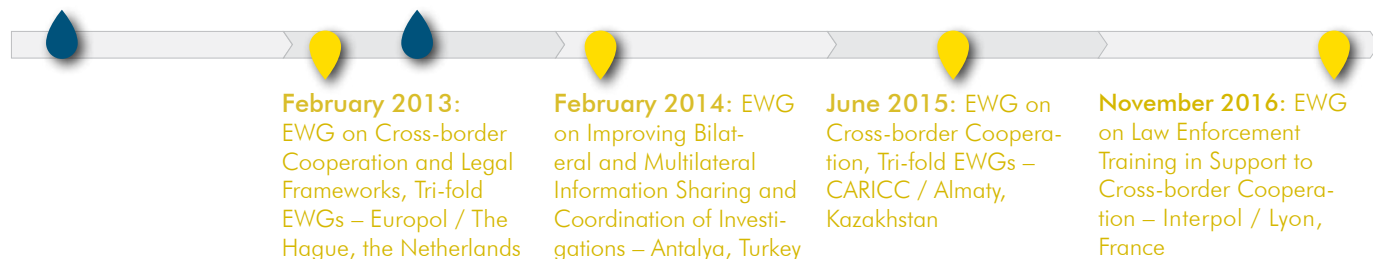 February 2013:
EWG on Cross-border
Cooperation and Legal
Frameworks, Tri-fold
EWGs – Europol / The
Hague, the Netherlands
February 2014: EWG
on Improving Bilat-
eral and Multilateral
Information Sharing and
Coordination of Investi-
gations – Antalya, Turkey
June 2015: EWG on
Cross-border Coopera-
tion, Tri-fold EWGs –
CARICC / Almaty,
Kazakhstan
November 2016: EWG
on Law Enforcement
Training in Support to
Cross-border Coopera-
tion – Interpol / Lyon,
France